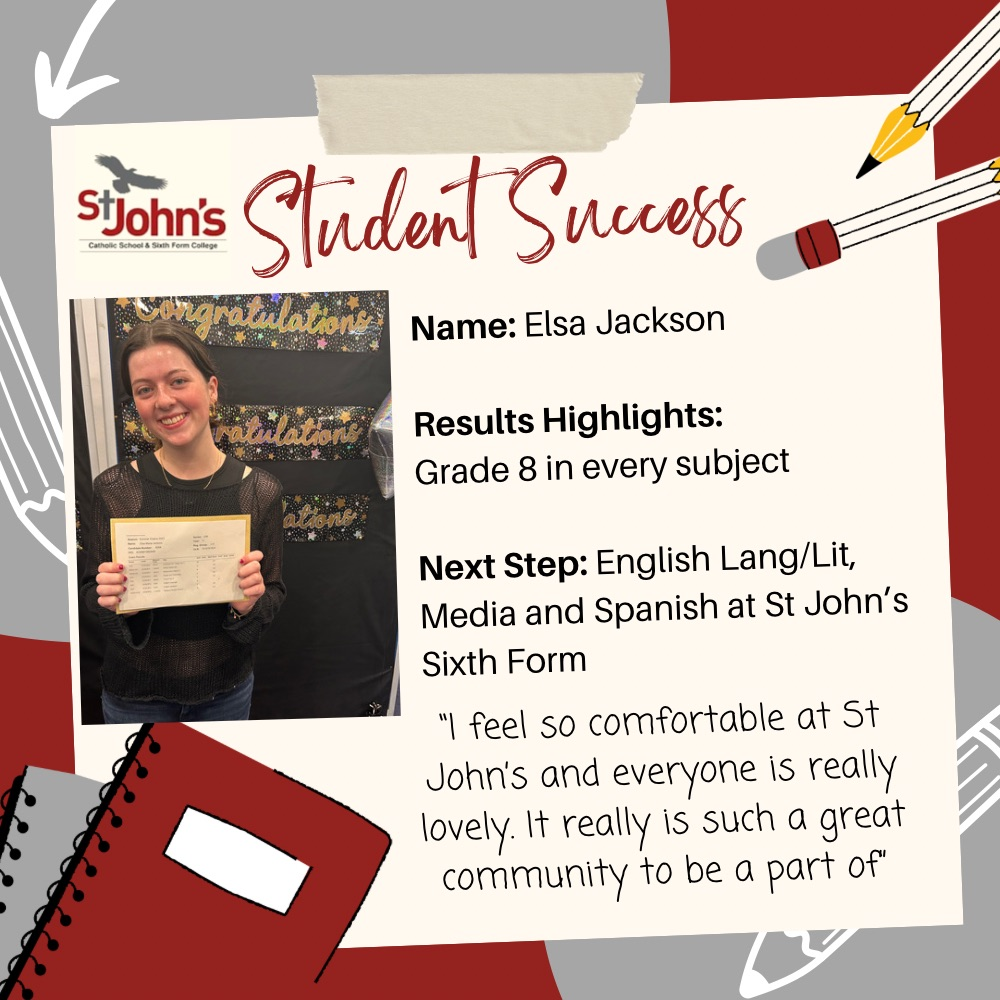 St John's
Catholic School & Sixth Form College
Student Success
Congratulations
ratulations
lations
Name: Elsa Jackson
Results Highlights:
Grade 8 in every subject
Next Step: English Lang/Lit,
Media and Spanish at St John's
Sixth Form
"I feel so comfortable at St
John's and everyone is really
lovely. It really is such a great
community to be a part of"